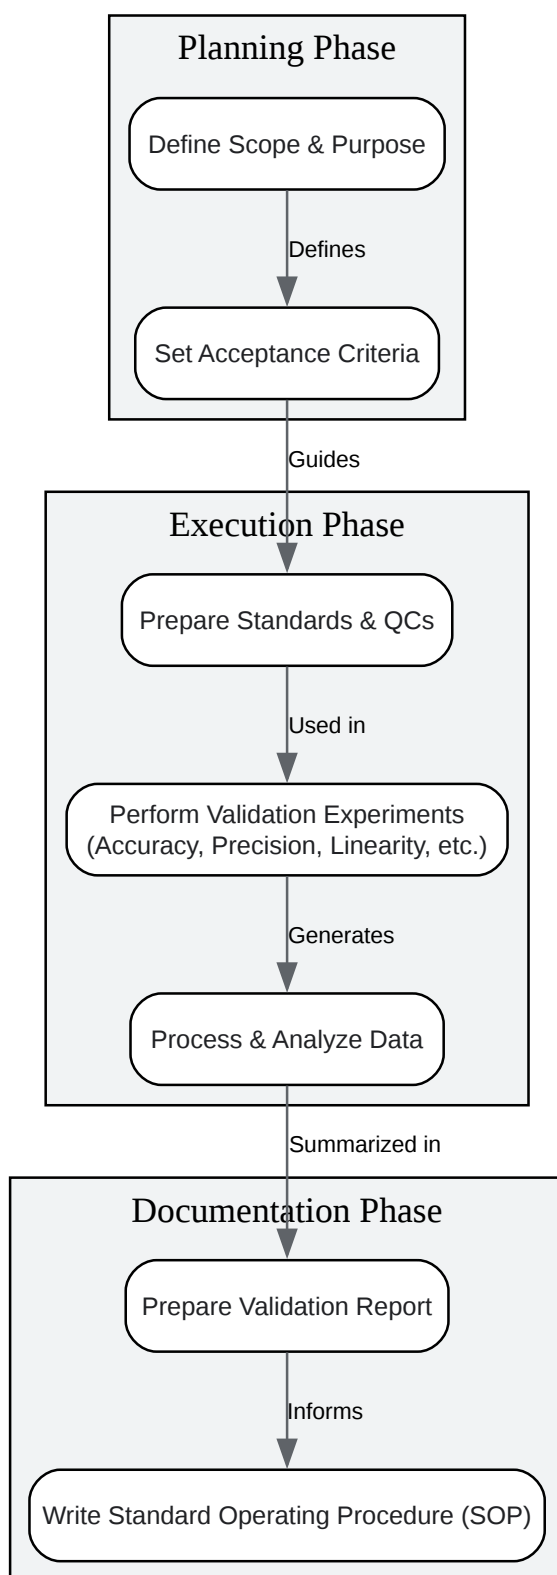 Planning Phase
Define Scope & Purpose
Defines
Set Acceptance Criteria
Guides
Execution Phase
Prepare Standards & QCs
Used in
Perform Validation Experiments
(Accuracy, Precision, Linearity, etc.)
Generates
Process & Analyze Data
Summarized in
Documentation Phase
Prepare Validation Report
Informs
Write Standard Operating Procedure (SOP)